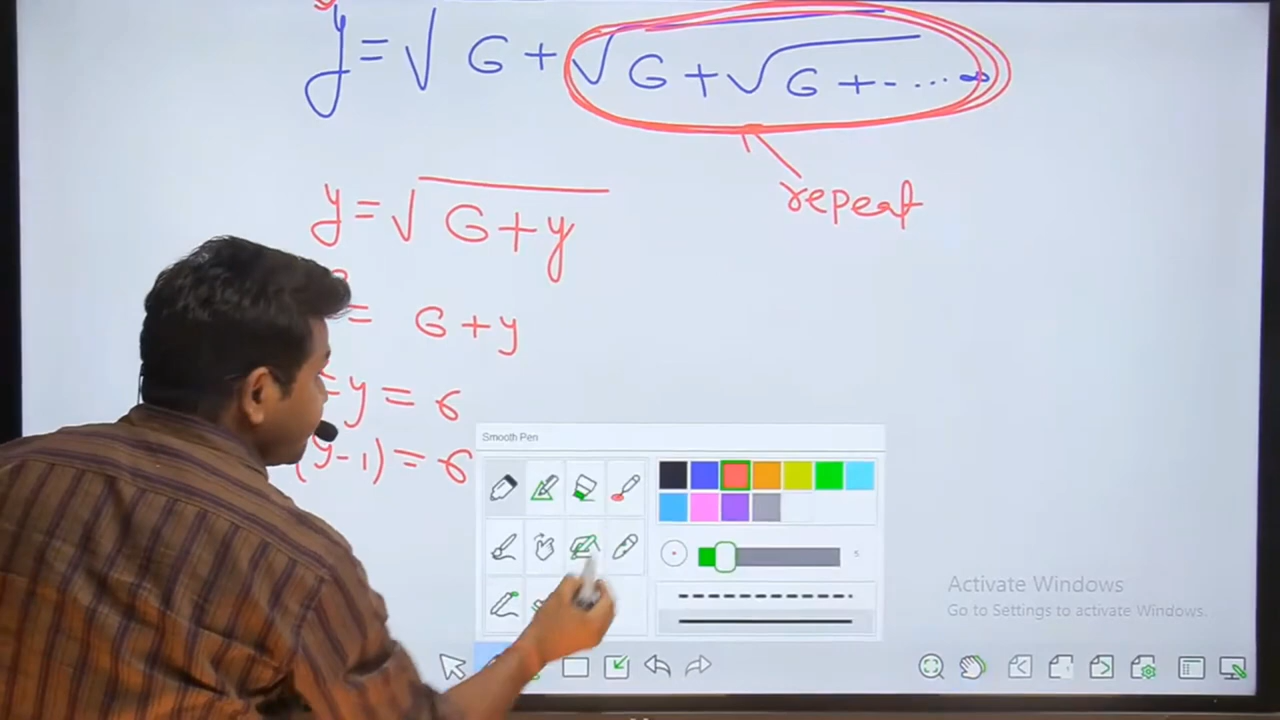 y = √6 + √6 + √6 + - .... ∞
repeat
y = √6 + y
= 6 + y
y = 6
(y - 1) = 6
Smooth Pen
5
Activate Windows
Go to Settings to activate Windows.